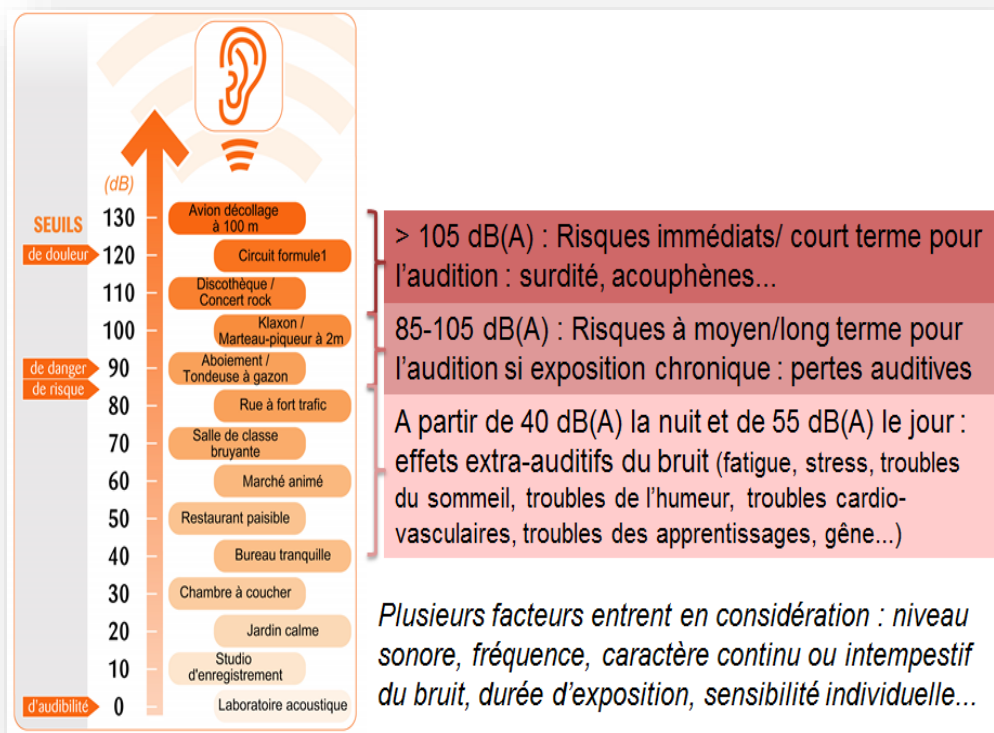 (dB)
SEUILS
130
Avion décollage
à 100 m
de douleur
120
Circuit formule1
110
Discothèque /
Concert rock
100
Klaxon /
Marteau-piqueur à 2m
de danger
90
Aboiement /
Tondeuse à gazon
de risque
80
Rue à fort trafic
70
Salle de classe
bruyante
60
Marché animé
50
Restaurant paisible
40
Bureau tranquille
30
Chambre à coucher
20
Jardin calme
10
Studio
d'enregistrement
d'audibilité
0
Laboratoire acoustique
> 105 dB(A) : Risques immédiats/ court terme pour
l'audition : surdité, acouphènes...
85-105 dB(A) : Risques à moyen/long terme pour
l'audition si exposition chronique : pertes auditives
A partir de 40 dB(A) la nuit et de 55 dB(A) le jour :
effets extra-auditifs du bruit (fatigue, stress, troubles
du sommeil, troubles de l'humeur, troubles cardio-
vasculaires, troubles des apprentissages, gêne...)
Plusieurs facteurs entrent en considération : niveau
sonore, fréquence, caractère continu ou intempestif
du bruit, durée d'exposition, sensibilité individuelle...